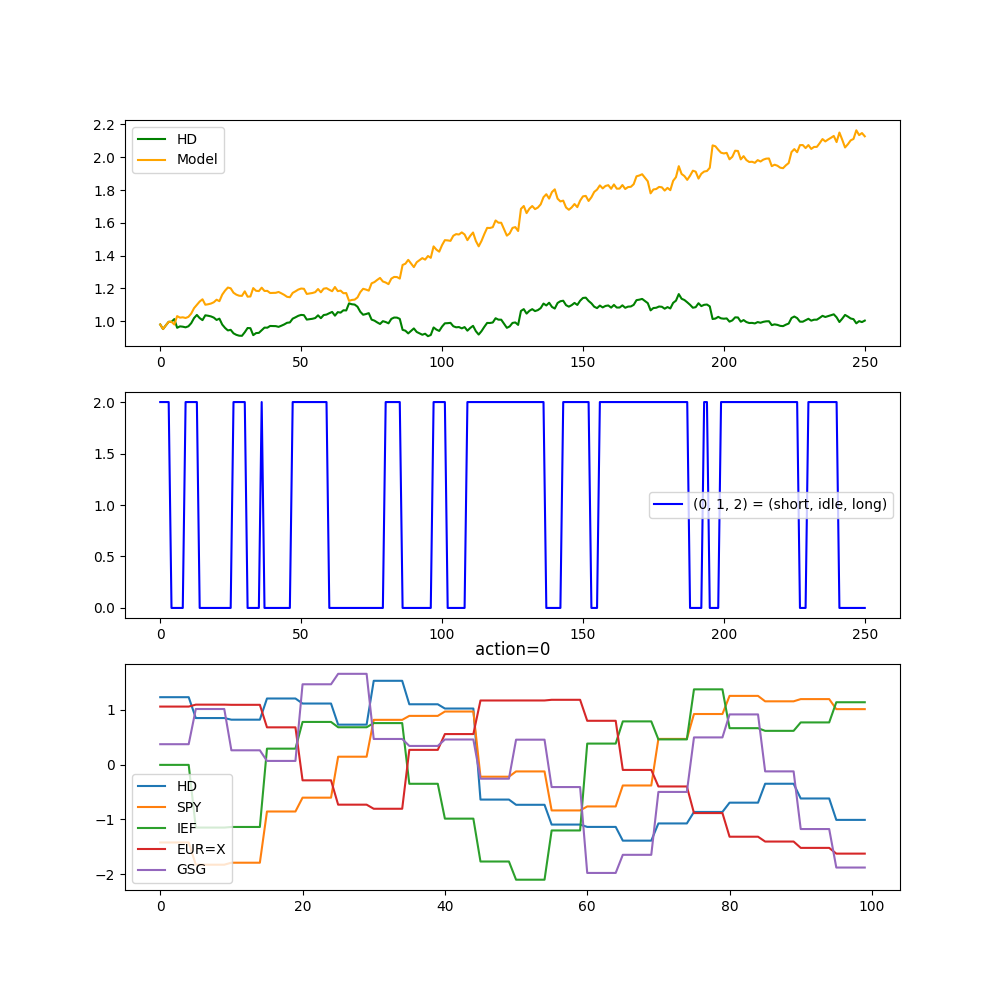 2.2
2.0
1.8
1.6
1.4
1.2
1.0
HD
Model
0 50 100 150 200 250
2.0
1.5
1.0
0.5
0.0
(0, 1, 2) = (short, idle, long)
0 50 100 150 200 250
action=0
1
0
−1
−2
HD
SPY
IEF
EUR=X
GSG
0 20 40 60 80 100